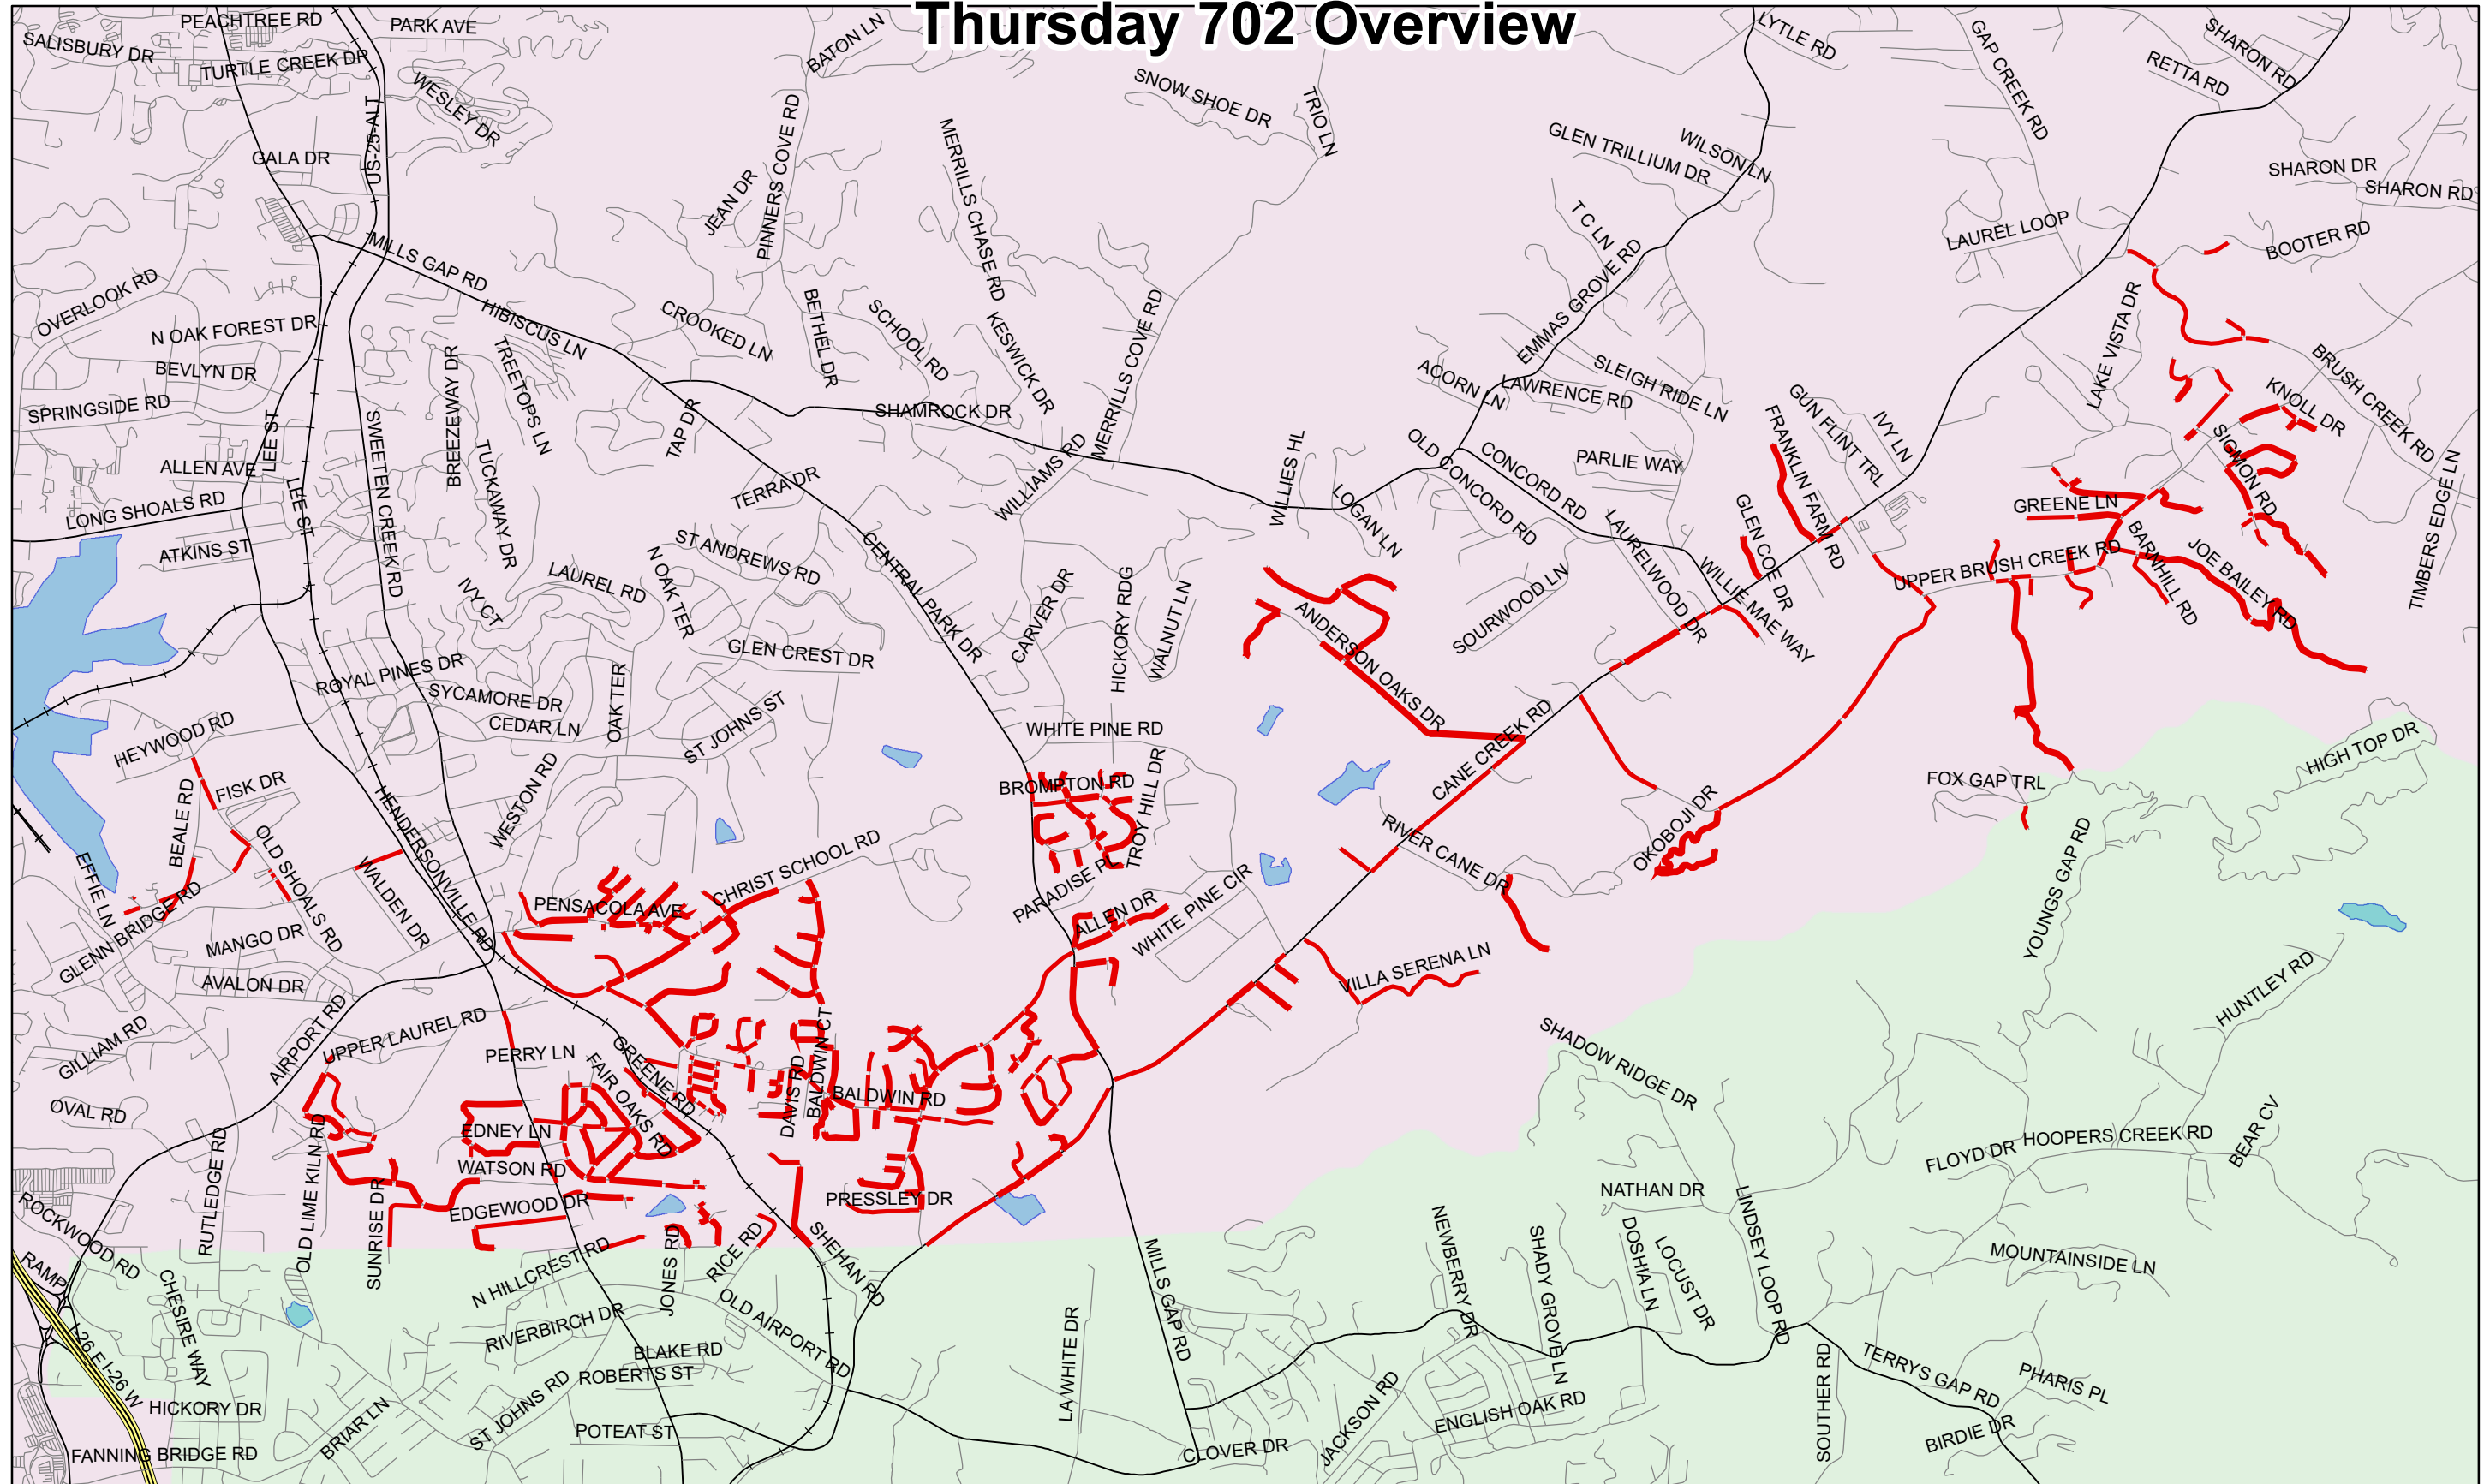 Thursday 702 Overview
PEACHTREE RD
PARK AVE
SALISBURY DR
TURTLE CREEK DR
WESLEY DR
US-25-ALT
GALA DR
BATON LN
SNOW SHOE DR
TRIO LN
LYTLE RD
GAP CREEK RD
SHARON RD
RETTA RD
SHARON DR
SHARON RD
JEAN DR
PINNERS COVE RD
MERRILLS CHASE RD
GLEN TRILLIUM DR
WILSON LN
T C LN
LAUREL LOOP
BOOTER RD
MILLS GAP RD
OVERLOOK RD
HIBISCUS LN
CROOKED LN
BETHEL DR
SCHOOL RD
KESWICK DR
MERRILLS COVE RD
EMMAS GROVE RD
LAKE VISTA DR
N OAK FOREST DR
BEVLYN DR
SPRINGSIDE RD
LEE ST
SWEETEN CREEK RD
BREEZEWAY DR
TREETOPS LN
TAP DR
SHAMROCK DR
WILLIAMS RD
ACORN LN
LAWRENCE RD
SLEIGH RIDE LN
GUN FLINT TRL
IVY LN
FRANKLIN FARM RD
KNOLL DR
BRUSH CREEK RD
SIGMON RD
TIMBERS EDGE LN
ALLEN AVE
LONG SHOALS RD
LEE ST
TUCKAWAY DR
TERRA DR
WILLIES HL
LOGAN LN
OLD CONCORD RD
CONCORD RD
PARLIE WAY
GLEN COE DR
GREENE LN
ATKINS ST
ST ANDREWS RD
CENTRAL PARK DR
LAURELWOOD DR
WILLIE MAE WAY
UPPER BRUSH CREEK RD
BARNHILL RD
JOE BAILEY RD
IVY CT
LAUREL RD
N OAK TER
GLEN CREST DR
CARVER DR
HICKORY RDG
WALNUT LN
ANDERSON OAKS DR
SOURWOOD LN
ROYAL PINES DR
SYCAMORE DR
CEDAR LN
OAK TER
ST JOHNS ST
WHITE PINE RD
CANE CREEK RD
HEYWOOD RD
FISK DR
BEALE RD
HENDERSONVILLE RD
WESTON RD
BROMPTON RD
TROY HILL DR
RIVER CANE DR
OKOBOJI DR
FOX GAP TRL
HIGH TOP DR
EFFIE LN
OLD SHOALS RD
WALDEN DR
CHRIST SCHOOL RD
PENSACOLA AVE
PARADISE PL
ALLEN DR
WHITE PINE CIR
YOUNGS GAP RD
GLENN BRIDGE RD
MANGO DR
AVALON DR
VILLA SERENA LN
HUNTLEY RD
GILLIAM RD
AIRPORT RD
UPPER LAUREL RD
PERRY LN
FAIR OAKS RD
GREENE RD
DAVIS RD
BALDWIN CT
BALDWIN RD
SHADOW RIDGE DR
OVAL RD
RUTLEDGE RD
OLD LIME KILN RD
EDNEY LN
WATSON RD
EDGEWOOD DR
PRESSLEY DR
FLOYD DR
HOOPERS CREEK RD
BEAR CV
ROCKWOOD RD
RAMP
SUNRISE DR
N HILLCREST RD
JONES RD
RICE RD
SHEHAN RD
MILLS GAP RD
NEWBERRY DR
SHADY GROVE LN
NATHAN DR
DOSHIA LN
LOCUST DR
LINDSEY LOOP RD
MOUNTAINSIDE LN
CHESIRE WAY
I-26 E I-26 W
RIVERBIRCH DR
OLD AIRPORT RD
BLAKE RD
ROBERTS ST
LAWHITE DR
TERRYS GAP RD
PHARIS PL
HICKORY DR
BRIAR LN
ST JOHNS RD
POTEAT ST
JACKSON RD
ENGLISH OAK RD
SOUTHER RD
BIRDIE DR
FANNING BRIDGE RD
CLOVER DR